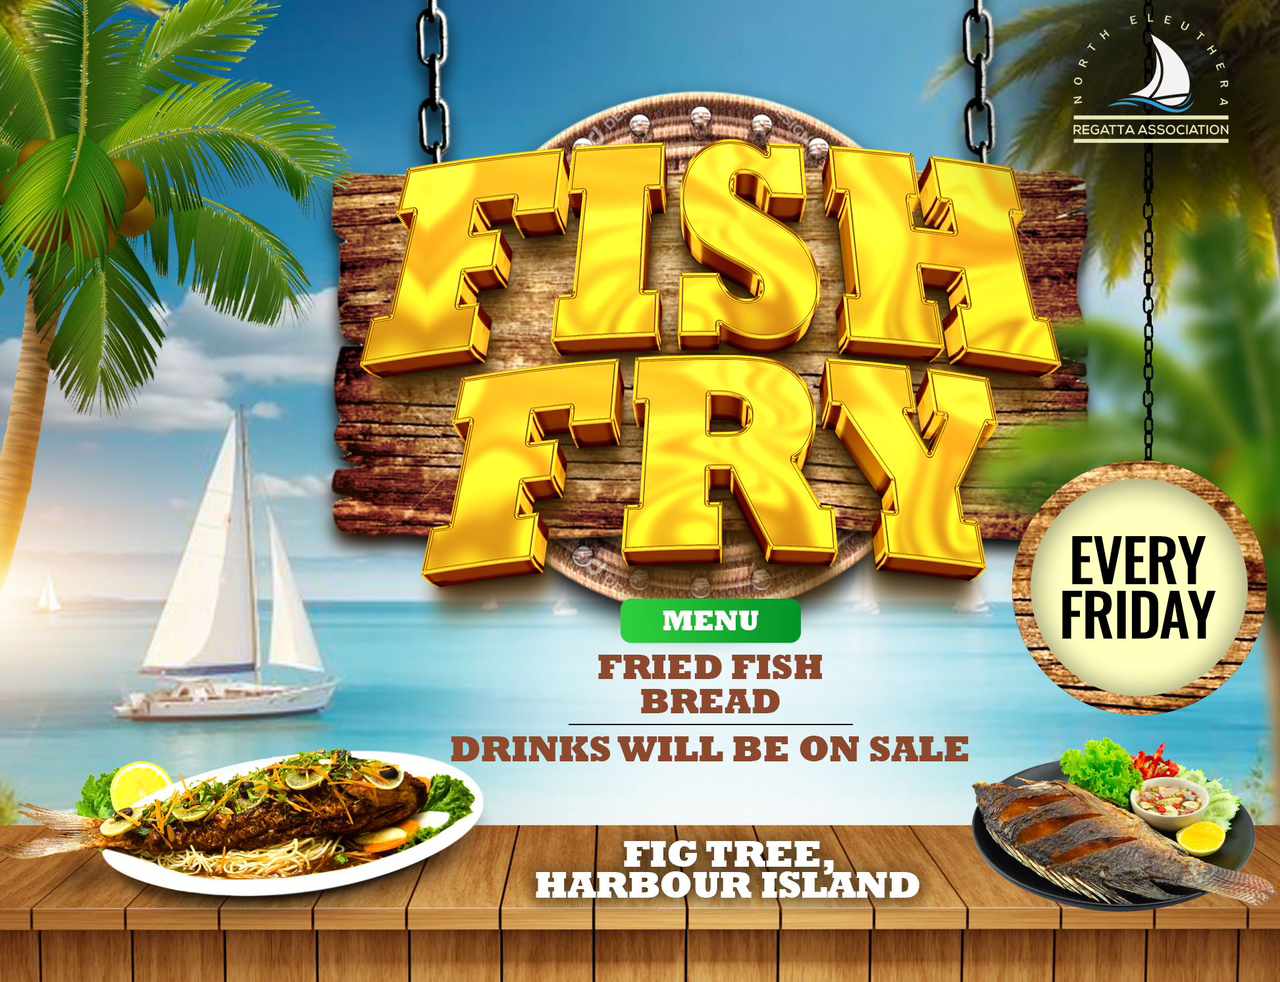 NORTH ELEUTHERA
REGATTA ASSOCIATION
FISH
FRY
EVERY
FRIDAY
MENU
FRIED FISH
BREAD
DRINKS WILL BE ON SALE
FIG TREE,
HARBOUR ISLAND